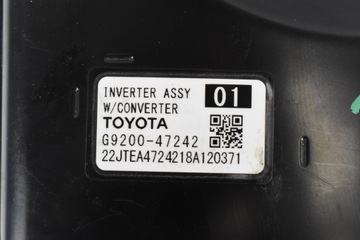 INVERTER ASSY 01
W/CONVERTER
TOYOTA
G9200-47242
22JTEA4724218A120371